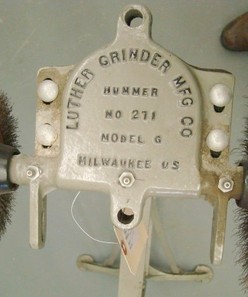 LUTHER GRINDER MFG CO
HUMMER
NO 271
MODEL G
MILWAUKEE US